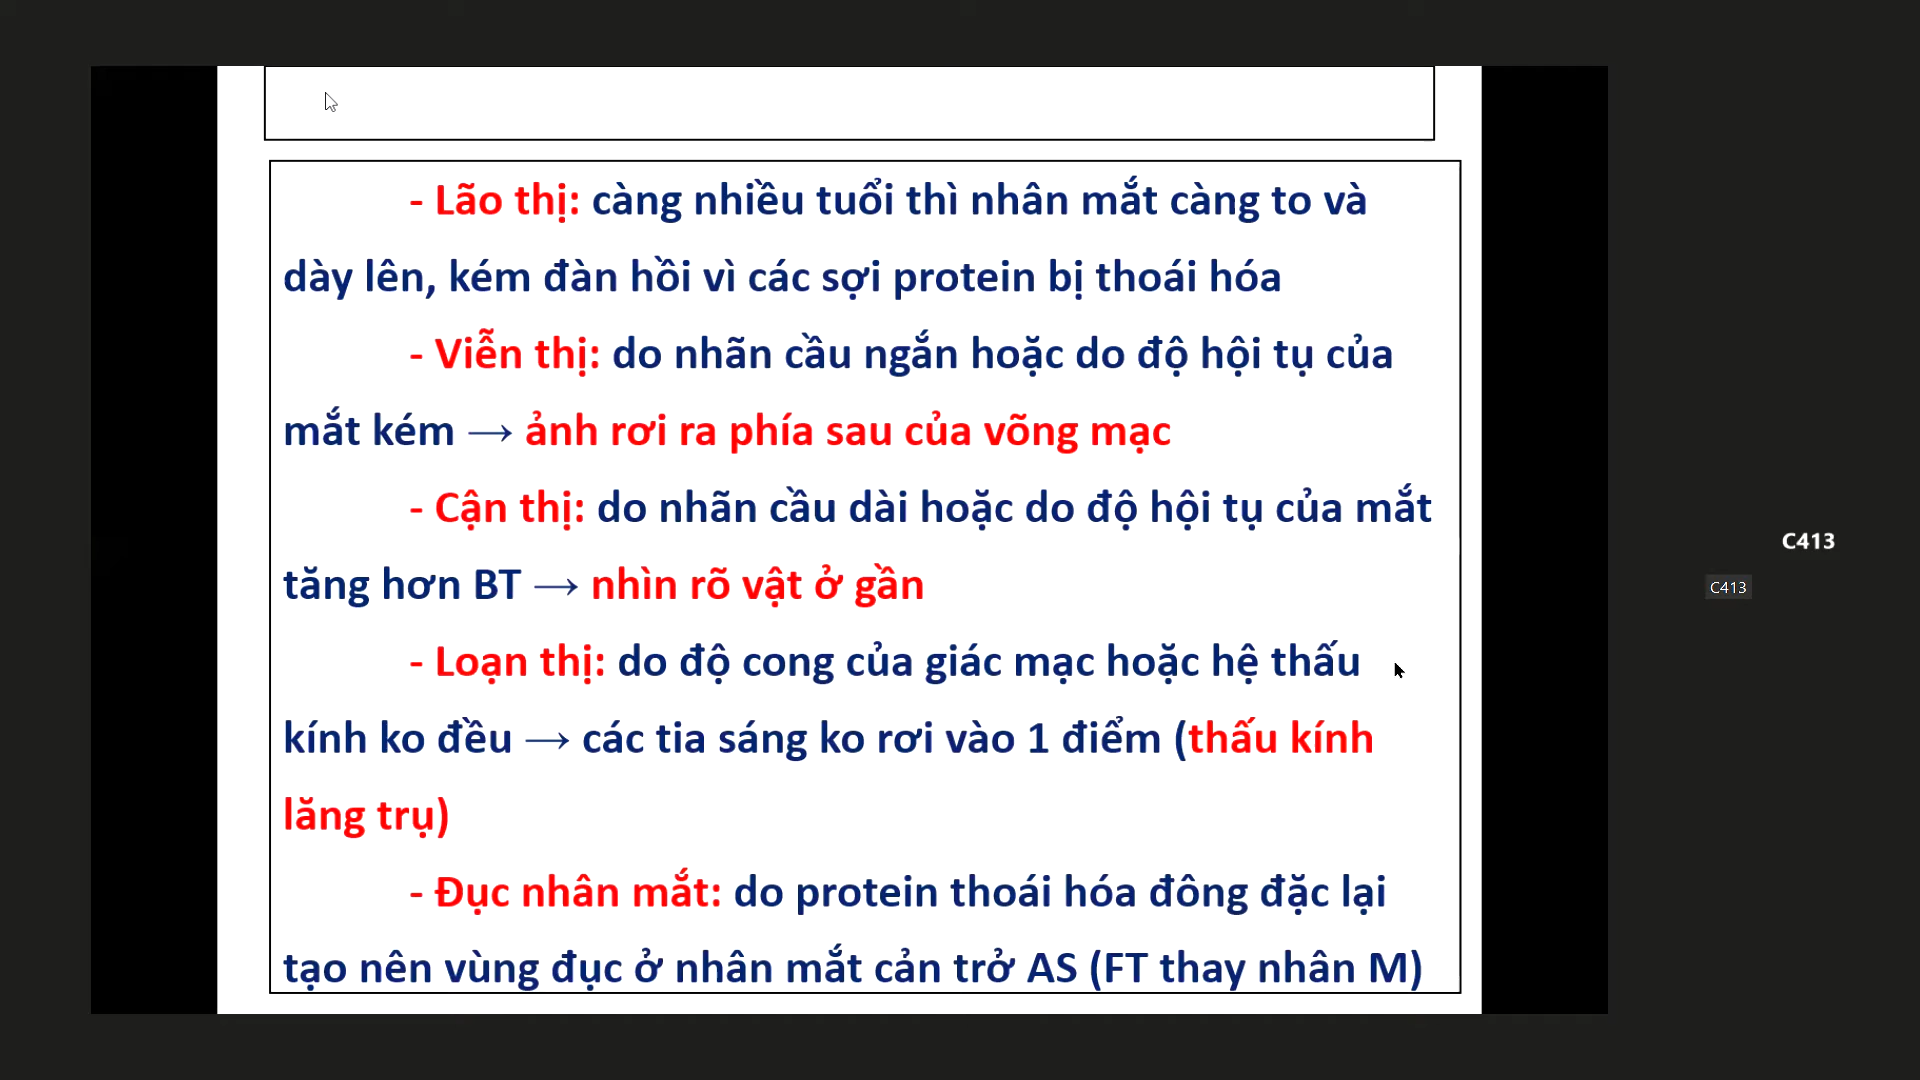 - Lão thị: càng nhiều tuổi thì nhân mắt càng to và
dày lên, kém đàn hồi vì các sợi protein bị thoái hóa
- Viễn thị: do nhãn cầu ngắn hoặc do độ hội tụ của
mắt kém → ảnh rơi ra phía sau của võng mạc
- Cận thị: do nhãn cầu dài hoặc do độ hội tụ của mắt
tăng hơn BT → nhìn rõ vật ở gần
- Loạn thị: do độ cong của giác mạc hoặc hệ thấu
kính ko đều → các tia sáng ko rơi vào 1 điểm (thấu kính
lăng trụ)
- Đục nhân mắt: do protein thoái hóa đông đặc lại
tạo nên vùng đục ở nhân mắt cản trở AS (FT thay nhân M)
C413
C413